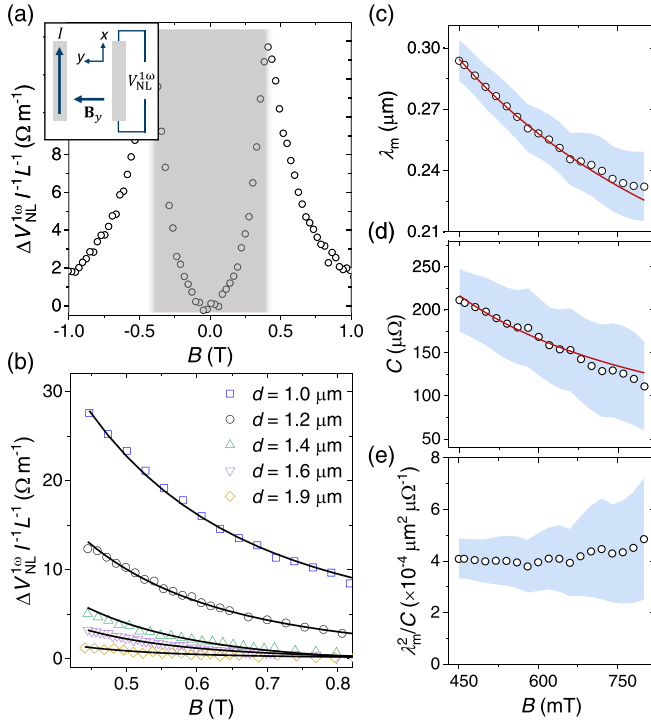 (a)
I
x
y
V_NL^1ω
B_y
ΔV_NL^1ω I^-1 L^-1 (Ω m^-1)
8
6
4
2
0
-1.0
-0.5
0.0
0.5
1.0
B (T)
(b)
ΔV_NL^1ω I^-1 L^-1 (Ω m^-1)
30
20
10
0
d = 1.0 μm
d = 1.2 μm
d = 1.4 μm
d = 1.6 μm
d = 1.9 μm
0.5
0.6
0.7
0.8
B (T)
(c)
λ_m (μm)
0.30
0.27
0.24
0.21
(d)
C (μΩ)
250
200
150
100
50
(e)
λ_m^2/C (×10^-4 μm^2 μΩ^-1)
8
6
4
2
0
450
600
750
B (mT)